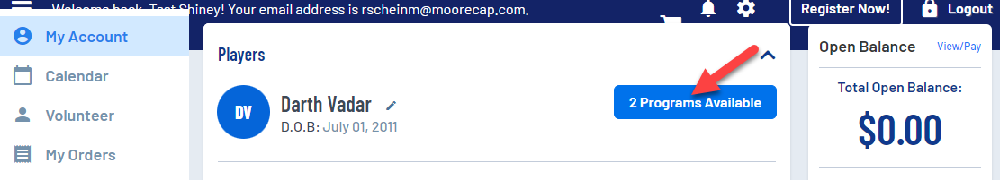 Welcome back, Test Shiney! Your email address is rscheinm@moorecap.com.
Register Now!
Logout
My Account
Calendar
Volunteer
My Orders
Players
DV
Darth Vadar
D.O.B: July 01, 2011
2 Programs Available
Open Balance
View/Pay
Total Open Balance:
$0.00